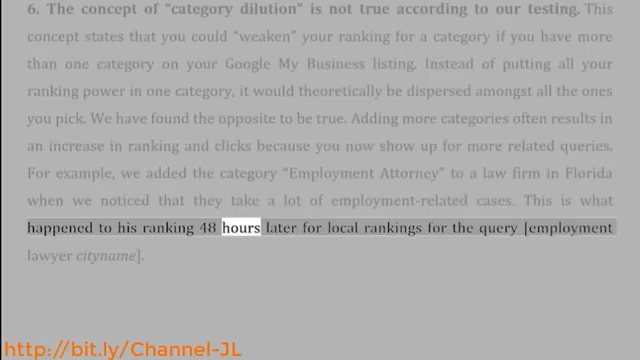 6. The concept of “category dilution” is not true according to our testing. This
concept states that you could “weaken” your ranking for a category if you have more
than one category on your Google My Business listing. Instead of putting all your
ranking power in one category, it would theoretically be dispersed amongst all the ones
you pick. We have found the opposite to be true. Adding more categories often results in
an increase in ranking and clicks because you now show up for more related queries.
For example, we added the category “Employment Attorney” to a law firm in Florida
when we noticed that they take a lot of employment-related cases. This is what
happened to his ranking 48 hours later for local rankings for the query [employment
lawyer cityname].
http://bit.ly/Channel-JL